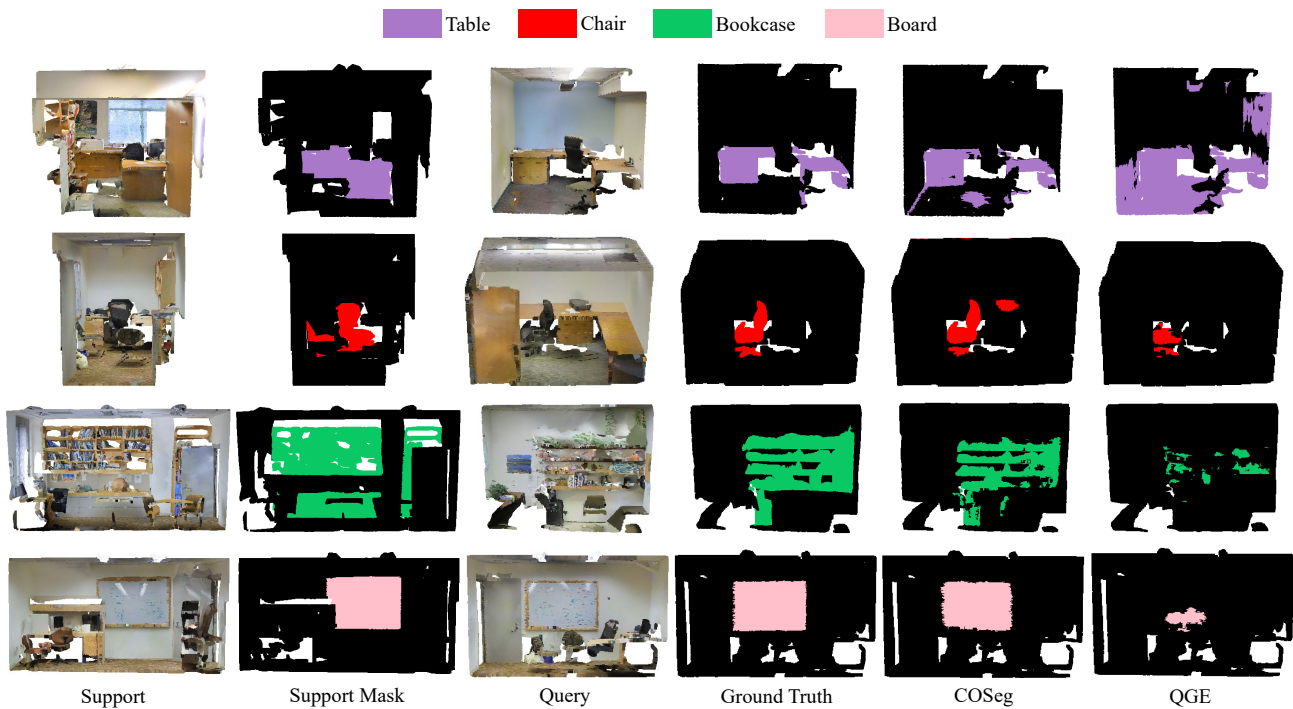 Table Chair Bookcase Board
Support Support Mask Query Ground Truth COSeg QGE